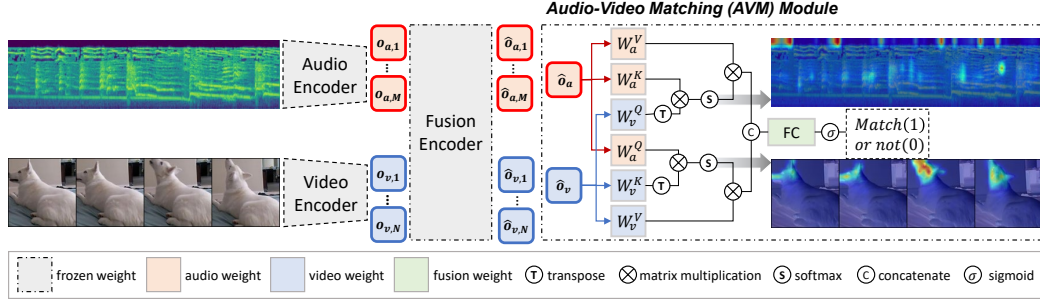 Audio-Video Matching (AVM) Module
Audio
Encoder
o_{a,1}
o_{a,M}
Fusion
Encoder
ô_{a,1}
ô_{a,M}
ô_a
W_a^V
W_a^K
W_v^Q
W_a^Q
W_v^K
W_v^V
T
T
S
S
C
FC
σ
Match(1)
or not(0)
Video
Encoder
o_{v,1}
o_{v,N}
ô_{v,1}
ô_{v,N}
ô_v
frozen weight
audio weight
video weight
fusion weight
T transpose
⊗ matrix multiplication
S softmax
C concatenate
σ sigmoid